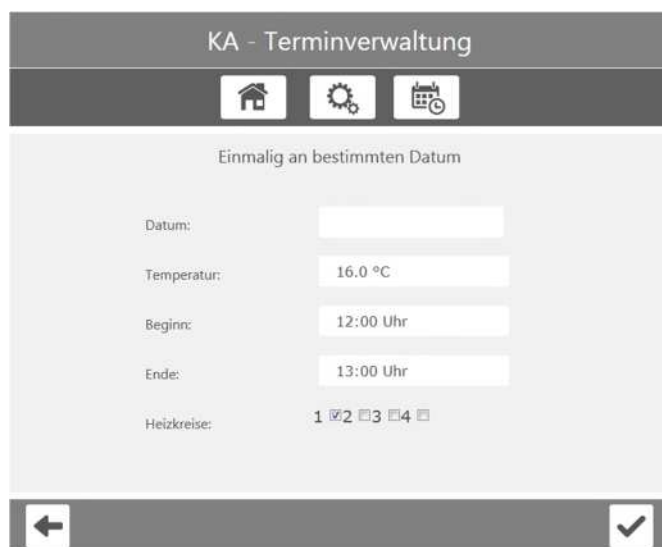 KA - Terminverwaltung
Einmalig an bestimmten Datum
Datum:
Temperatur: 16.0 °C
Beginn: 12:00 Uhr
Ende: 13:00 Uhr
Heizkreise: 1 2 3 4